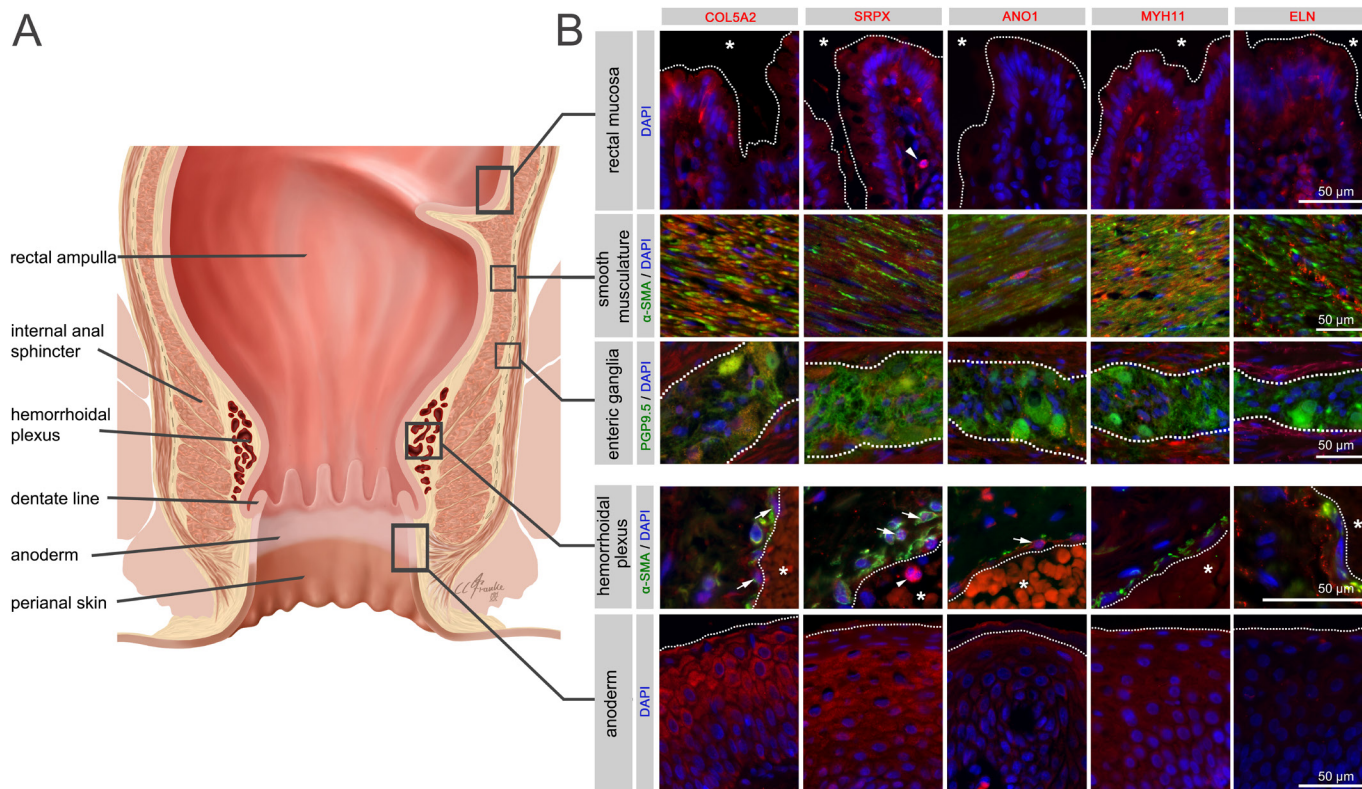 A
rectal ampulla
internal anal
sphincter
hemorrhoidal
plexus
dentate line
anoderm
perianal skin
B
COL5A2 SRPX ANO1 MYH11 ELN
rectal mucosa
DAPI
* * * * *
50 µm
smooth
musculature
α-SMA / DAPI
50 µm
enteric ganglia
PGP9.5 / DAPI
50 µm
hemorrhoidal
plexus
α-SMA / DAPI
* * * * *
50 µm
anoderm
DAPI
50 µm